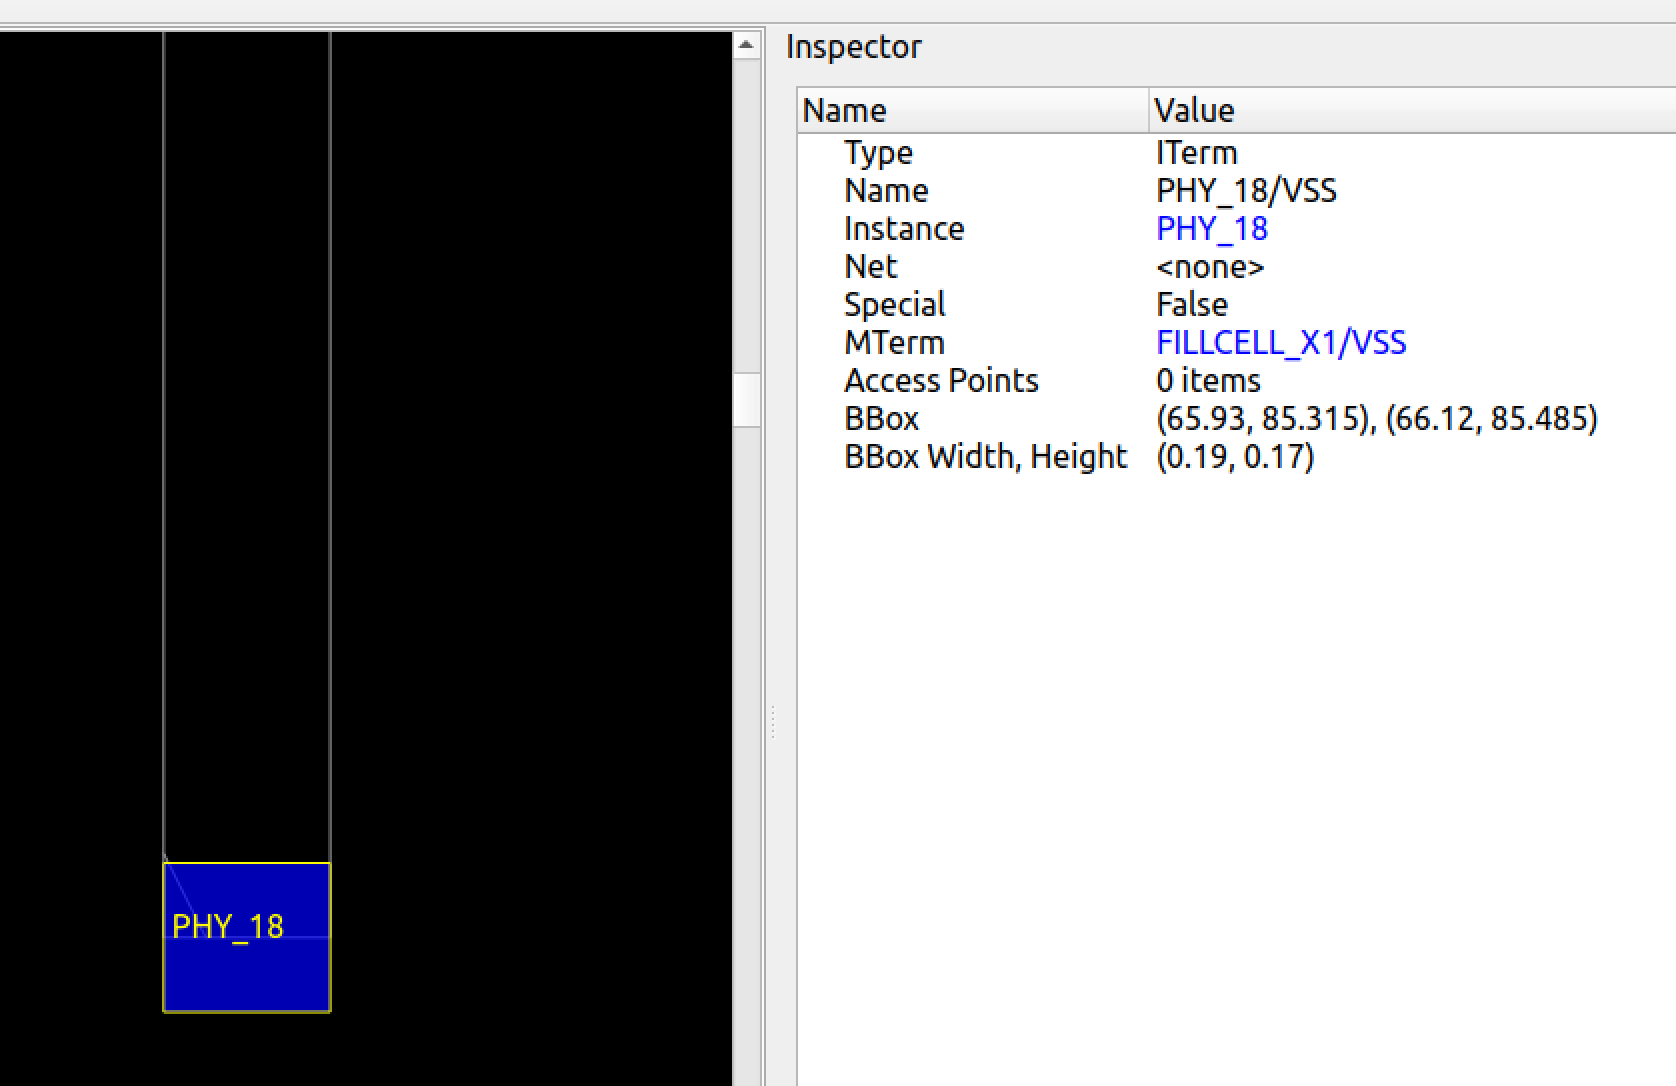 Inspector
Name Value
Type ITerm
Name PHY_18/VSS
Instance PHY_18
Net <none>
Special False
MTerm FILLCELL_X1/VSS
Access Points 0 items
BBox (65.93, 85.315), (66.12, 85.485)
BBox Width, Height (0.19, 0.17)
PHY_18